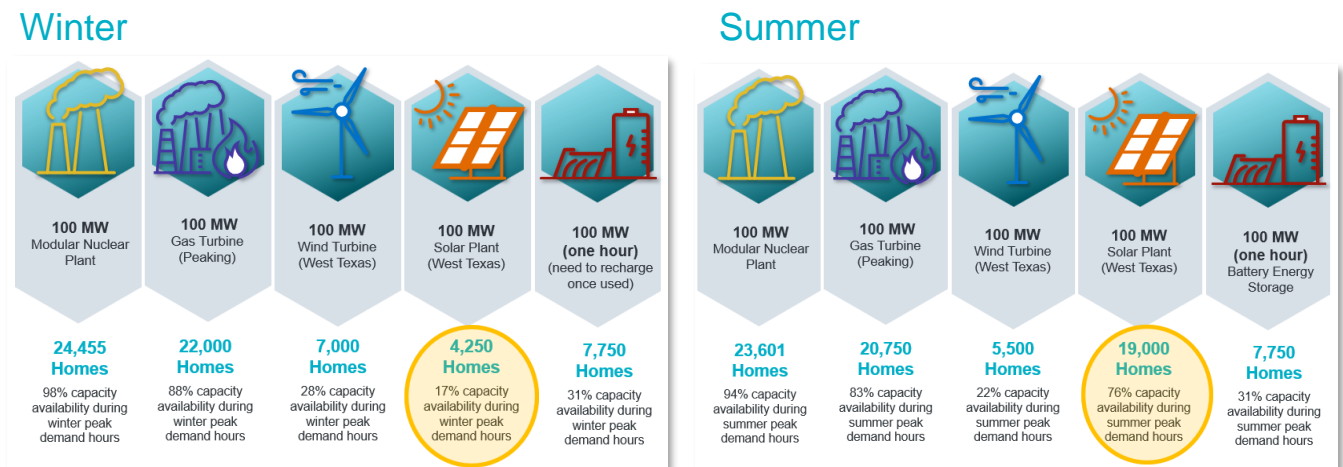 Winter
100 MW
Modular Nuclear
Plant
24,455
Homes
98% capacity
availability during
winter peak
demand hours
100 MW
Gas Turbine
(Peaking)
22,000
Homes
88% capacity
availability during
winter peak
demand hours
100 MW
Wind Turbine
(West Texas)
7,000
Homes
28% capacity
availability during
winter peak
demand hours
100 MW
Solar Plant
(West Texas)
4,250
Homes
17% capacity
availability during
winter peak
demand hours
100 MW
(one hour)
(need to recharge
once used)
7,750
Homes
31% capacity
availability during
winter peak
demand hours
Summer
100 MW
Modular Nuclear
Plant
23,601
Homes
94% capacity
availability during
summer peak
demand hours
100 MW
Gas Turbine
(Peaking)
20,750
Homes
83% capacity
availability during
summer peak
demand hours
100 MW
Wind Turbine
(West Texas)
5,500
Homes
22% capacity
availability during
summer peak
demand hours
100 MW
Solar Plant
(West Texas)
19,000
Homes
76% capacity
availability during
summer peak
demand hours
100 MW
(one hour)
Battery Energy
Storage
7,750
Homes
31% capacity
availability during
summer peak
demand hours